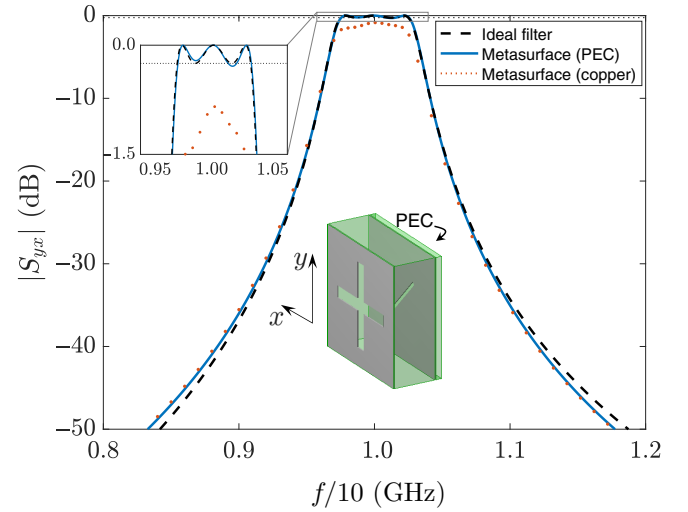 0
−10
−20
−30
−40
−50
|S_yx| (dB)
0.8
0.9
1.0
1.1
1.2
f/10 (GHz)
Ideal filter
Metasurface (PEC)
Metasurface (copper)
0.0
-1.5
0.95
1.00
1.05
PEC
y
x